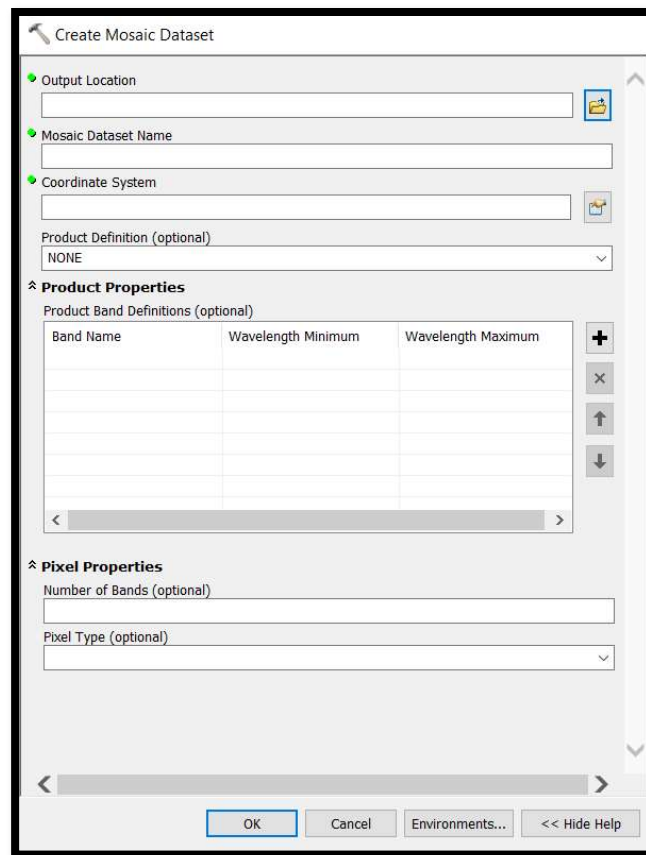 Create Mosaic Dataset
Output Location
Mosaic Dataset Name
Coordinate System
Product Definition (optional)
NONE
Product Properties
Product Band Definitions (optional)
Band Name Wavelength Minimum Wavelength Maximum
Pixel Properties
Number of Bands (optional)
Pixel Type (optional)
OK Cancel Environments... << Hide Help